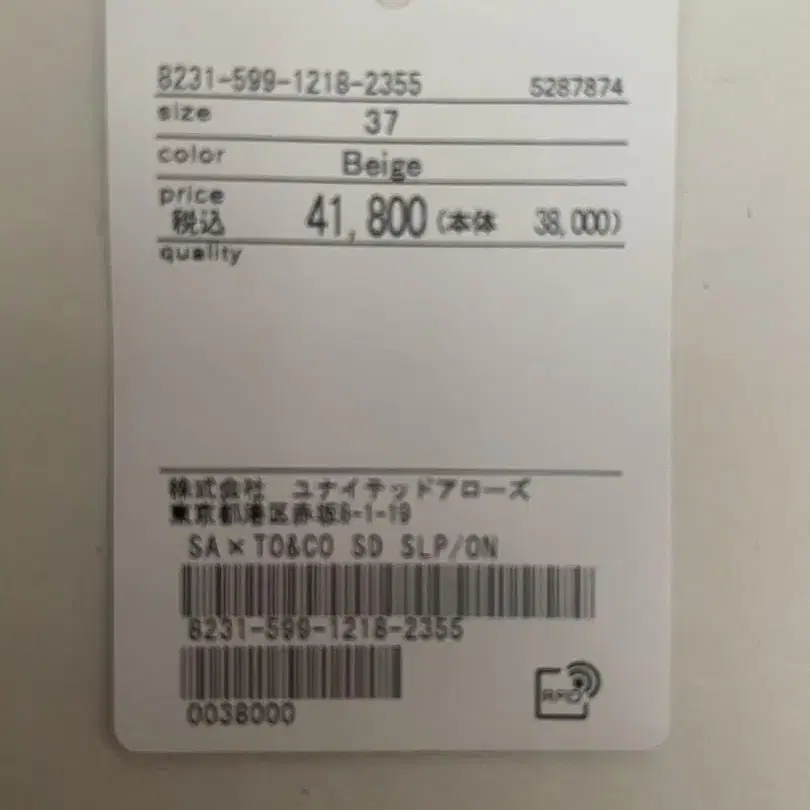 8231-599-1218-2355 5287874
size 37
color Beige
price
税込 41,800 (本体 38,000)
quality
株式会社 ユナイテッドアローズ
東京都港区赤坂8-1-19
SA×TO&CO SD SLP/ON
8231-599-1218-2355
0038000
RFID